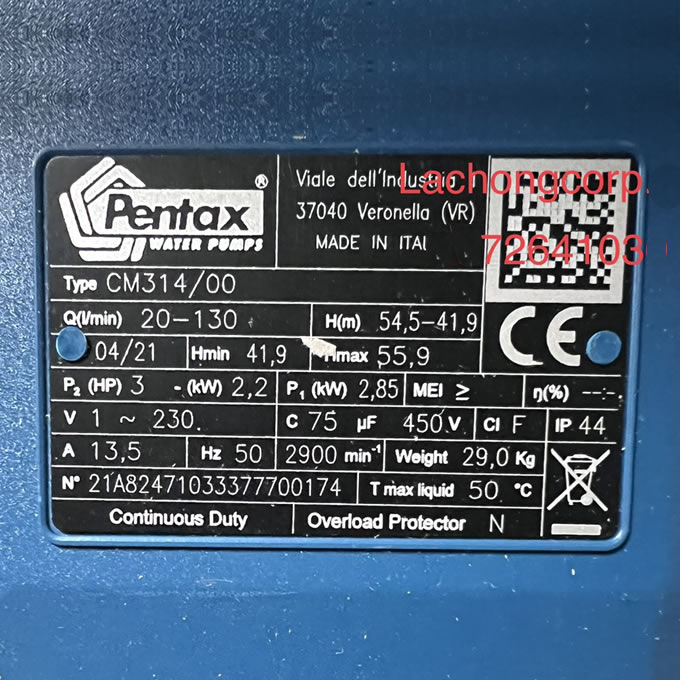 Pentax®
WATER PUMPS
Viale dell'Industria
37040 Veronella (VR)
MADE IN ITAL
Lachongcorp.
Type CM314/00
Q(l/min) 20-130 H(m) 54,5-41,9
04/21 Hmin 41,9 Hmax 55,9
P2 (HP) 3 - (kW) 2,2 P1 (kW) 2,85 MEI ≥ η(%) --.-
V 1 ~ 230. C 75 µF 450 V Cl F IP 44
A 13,5 Hz 50 2900 min-1 Weight 29,0 Kg
N° 21A82471033377700174 T max liquid 50 °C
Continuous Duty Overload Protector N
CE